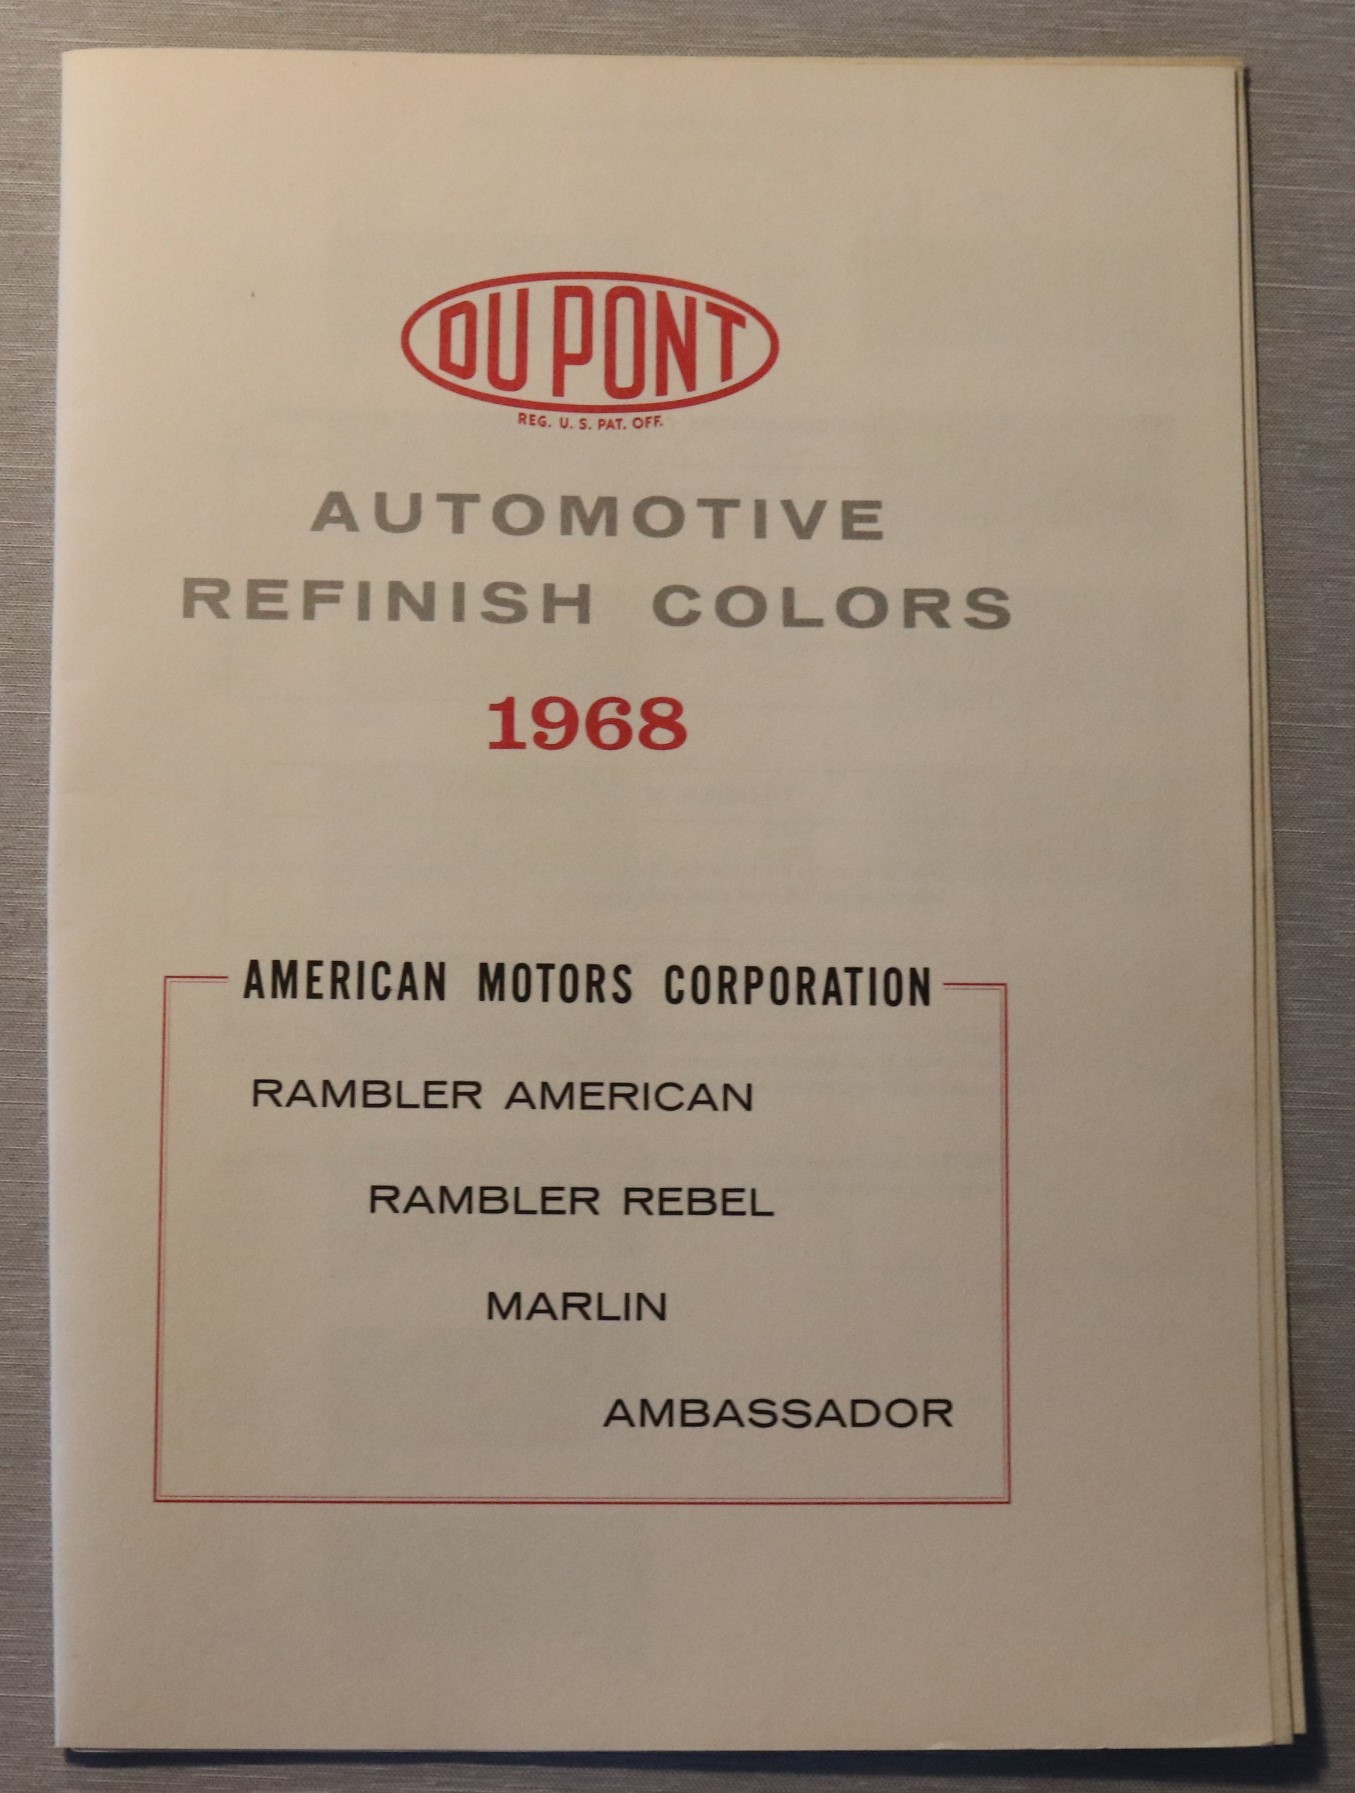 DU PONT
REG. U. S. PAT. OFF.
AUTOMOTIVE
REFINISH COLORS
1968
AMERICAN MOTORS CORPORATION
RAMBLER AMERICAN
RAMBLER REBEL
MARLIN
AMBASSADOR